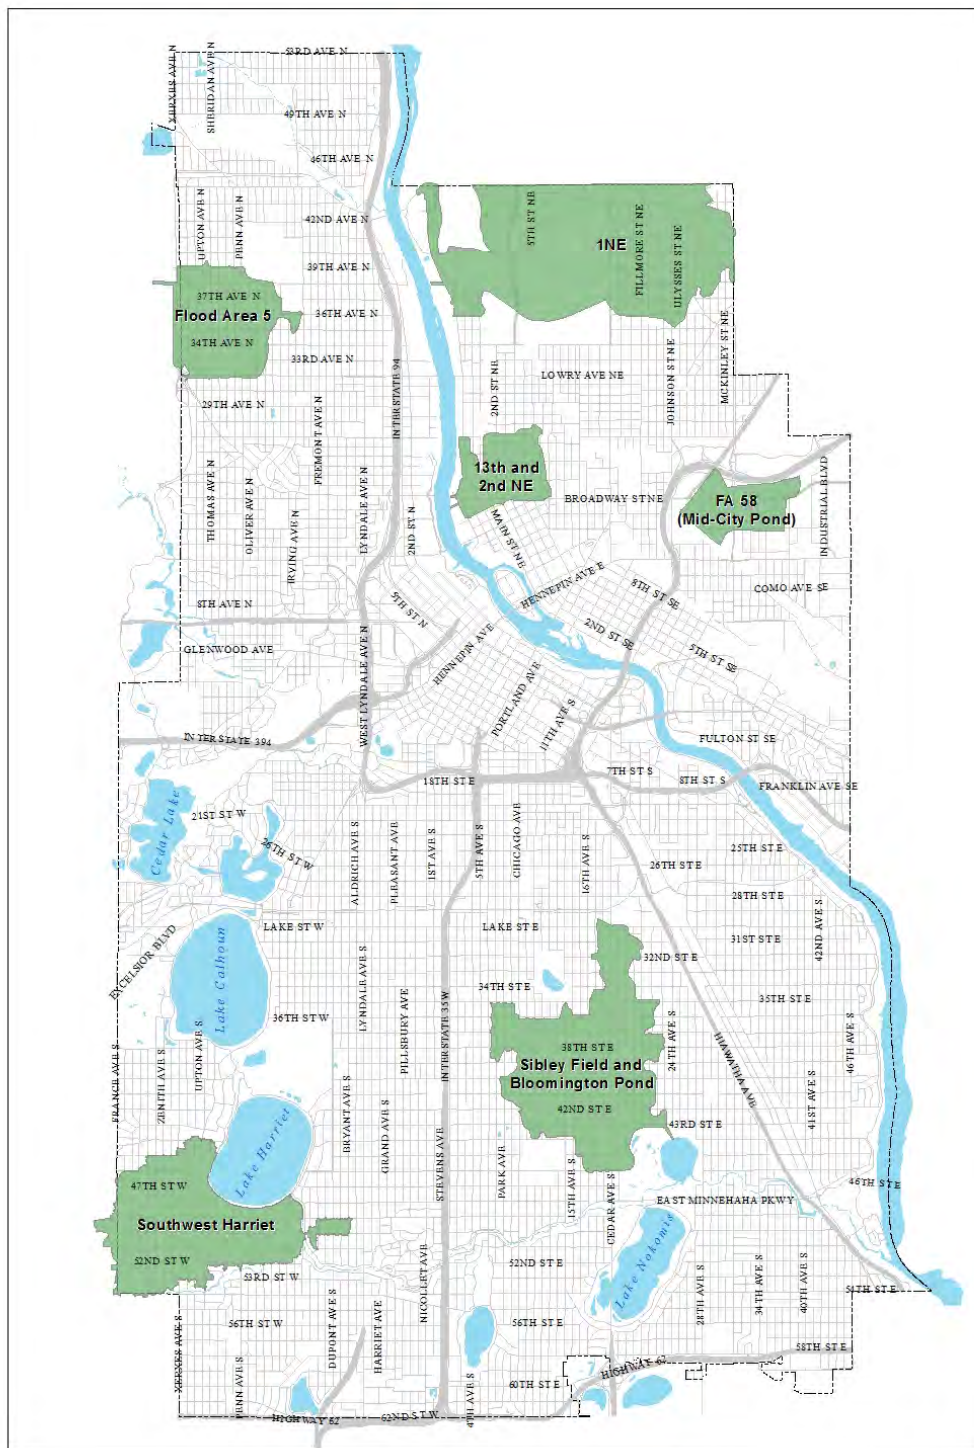 53RD AVE N
XERXES AVE N
SHERIDAN AVE N
49TH AVE N
46TH AVE N
42ND AVE N
UPTON AVE N
PENN AVE N
39TH AVE N
5TH ST NE
1NE
FILLMORE ST NE
ULYSSES ST NE
37TH AVE N
Flood Area 5
36TH AVE N
34TH AVE N
33RD AVE N
INTERSTATE 94
MCKINLEY ST NE
JOHNSON ST NE
LOWRY AVE NE
2ND ST NE
29TH AVE N
FREMONT AVE N
13th and
2nd NE
BROADWAY ST NE
FA 58
(Mid-City Pond)
INDUSTRIAL BLVD
THOMAS AVE N
OLIVER AVE N
IRVING AVE N
LYNDALE AVE N
2ND ST N
MAIN ST NE
HENNEPIN AVE E
8TH ST SE
COMO AVE SE
8TH AVE N
5TH ST N
GLENWOOD AVE
HENNEPIN AVE
2ND ST SE
5TH ST SE
WEST LYNDALE AVE N
PORTLAND AVE
11TH AVE S
INTERSTATE 394
FULTON ST SE
7TH ST S
8TH ST S
18TH ST E
FRANKLIN AVE SE
Cedar Lake
21ST ST W
26TH ST W
ALDRICH AVE S
PLEASANT AVE
1ST AVE S
5TH AVE S
CHICAGO AVE
16TH AVE S
25TH ST E
26TH ST E
28TH ST E
EXCELSIOR BLVD
LAKE ST W
LAKE ST E
31ST ST E
42ND AVE S
32ND ST E
Lake Calhoun
LYNDALE AVE S
PILLSBURY AVE
INTERSTATE 35W
34TH ST E
35TH ST E
36TH ST W
38TH ST E
Sibley Field and
Bloomington Pond
42ND ST E
24TH AVE S
HIAWATHA AVE
46TH AVE S
41ST AVE S
43RD ST E
FRANCE AVE S
ZENITH AVE S
UPTON AVE S
Lake Harriet
BRYANT AVE S
GRAND AVE S
STEVENS AVE
PARK AVE
15TH AVE S
CEDAR AVE S
46TH ST E
EAST MINNEHAHA PKWY
47TH ST W
Southwest Harriet
52ND ST W
53RD ST W
NICOLLET AVE
52ND ST E
Lake Nokomis
28TH AVE S
34TH AVE S
40TH AVE S
54TH ST E
56TH ST W
DUPONT AVE S
HARRIET AVE
56TH ST E
58TH ST E
XERXES AVE S
PENN AVE S
4TH AVE S
60TH ST E
HIGHWAY 62
HIGHWAY 62
62ND ST W